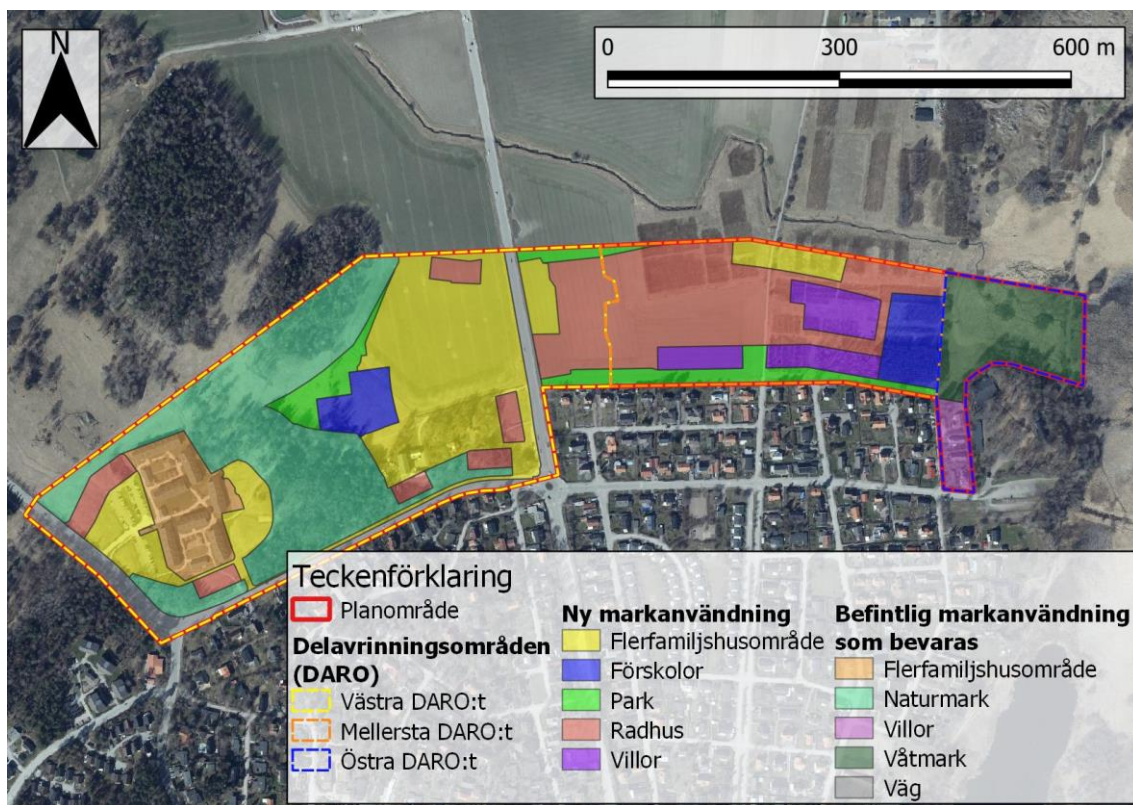 N
0 300 600 m
Teckenförklaring
Planområde
Delavrinningsområden
(DARO)
Västra DARO:t
Mellersta DARO:t
Östra DARO:t
Ny markanvändning
Flerfamiljshusområde
Förskolor
Park
Radhus
Villor
Befintlig markanvändning
som bevaras
Flerfamiljshusområde
Naturmark
Villor
Våtmark
Väg